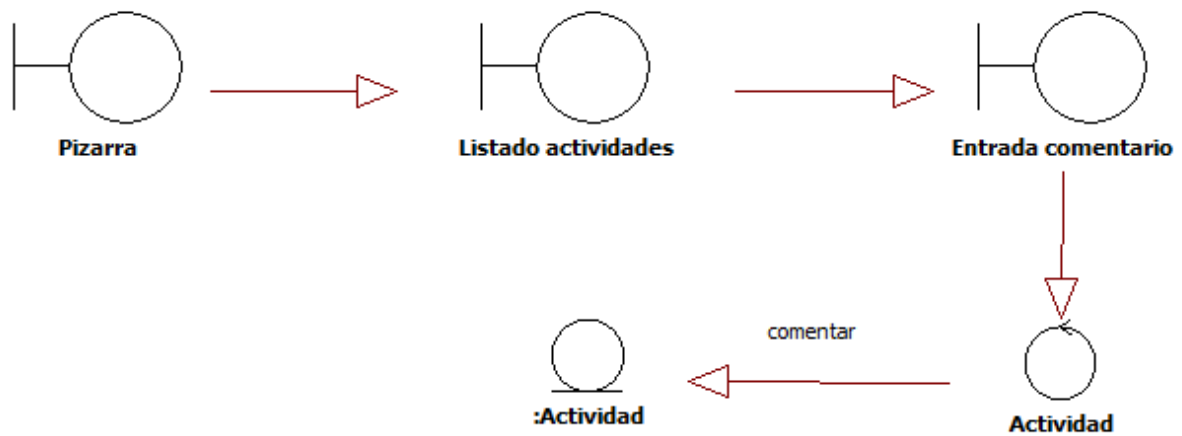 Pizarra
Listado actividades
Entrada comentario
comentar
:Actividad
Actividad